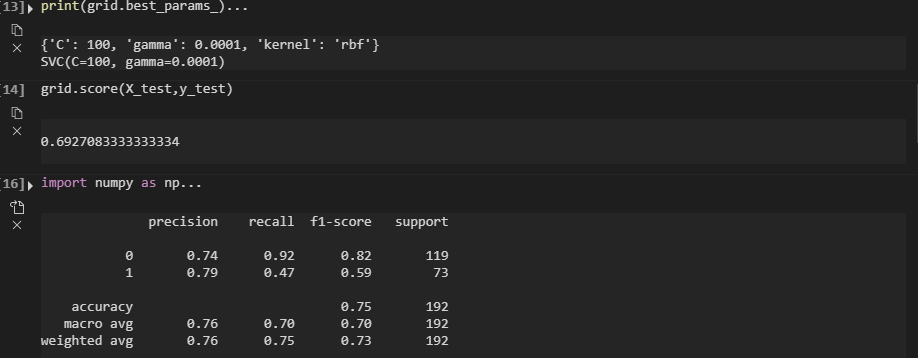 [13] print(grid.best_params_)...
{'C': 100, 'gamma': 0.0001, 'kernel': 'rbf'}
SVC(C=100, gamma=0.0001)
[14] grid.score(X_test,y_test)
0.6927083333333334
[16] import numpy as np...
precision recall f1-score support
0 0.74 0.92 0.82 119
1 0.79 0.47 0.59 73
accuracy 0.75 192
macro avg 0.76 0.70 0.70 192
weighted avg 0.76 0.75 0.73 192